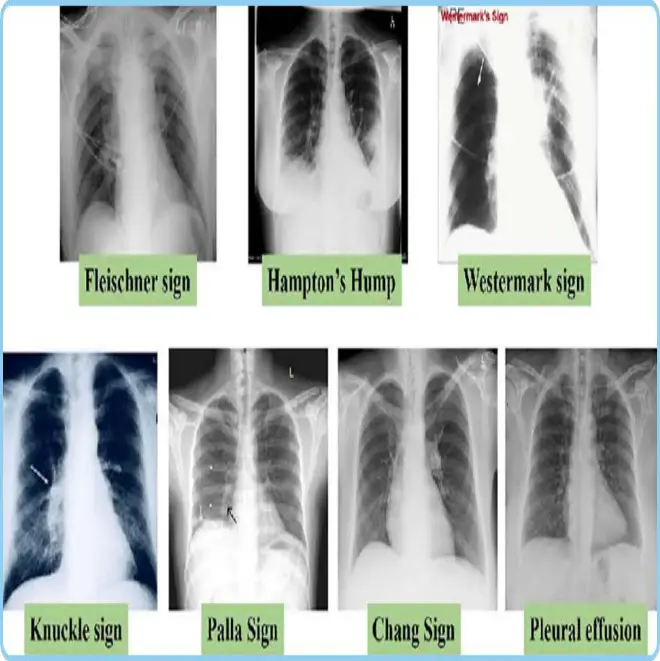 Westermark's Sign
Fleischner sign
Hampton's Hump
Westermark sign
L
Knuckle sign
Palla Sign
Chang Sign
Pleural effusion